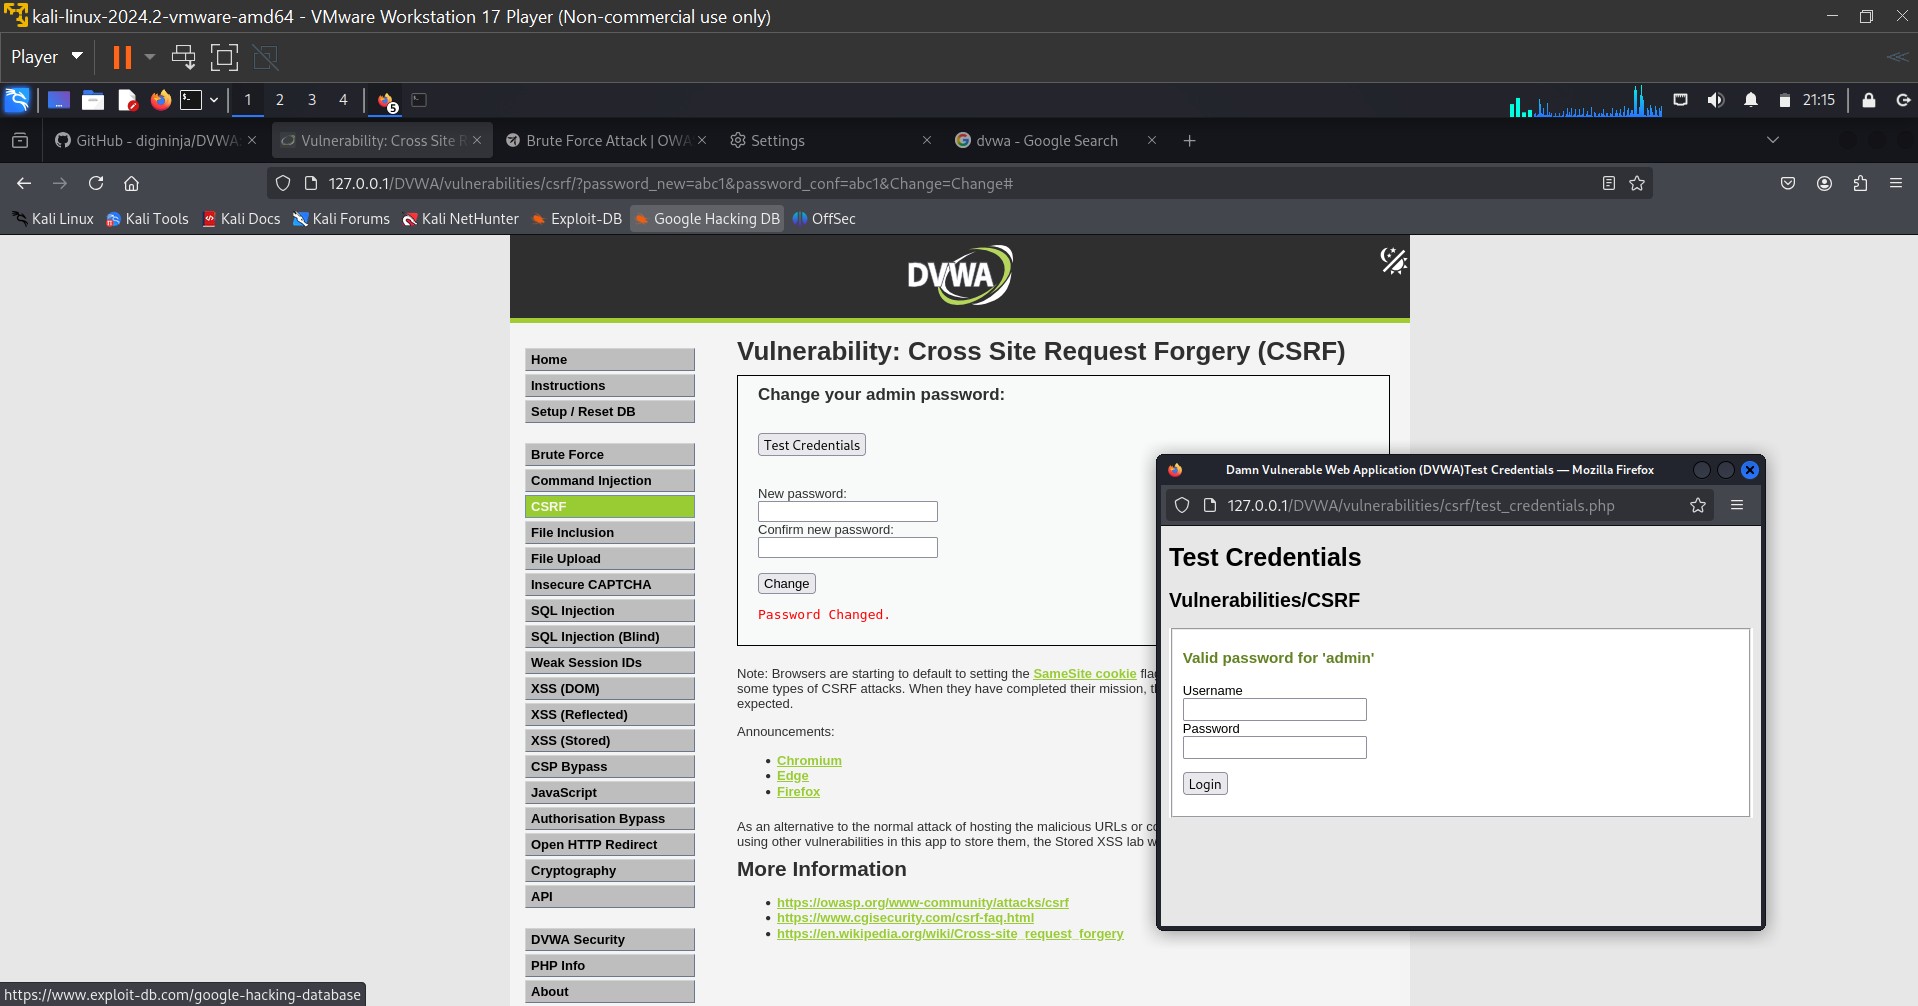 kali-linux-2024.2-vmware-amd64 - VMware Workstation 17 Player (Non-commercial use only)
Player
1 2 3 4 5 21:15
GitHub - digininja/DVWA: Vulnerability: Cross Site R Brute Force Attack | OWA Settings dvwa - Google Search
127.0.0.1/DVWA/vulnerabilities/csrf/?password_new=abc1&password_conf=abc1&Change=Change#
Kali Linux Kali Tools Kali Docs Kali Forums Kali NetHunter Exploit-DB Google Hacking DB OffSec
DVWA
Home
Instructions
Setup / Reset DB
Brute Force
Command Injection
CSRF
File Inclusion
File Upload
Insecure CAPTCHA
SQL Injection
SQL Injection (Blind)
Weak Session IDs
XSS (DOM)
XSS (Reflected)
XSS (Stored)
CSP Bypass
JavaScript
Authorisation Bypass
Open HTTP Redirect
Cryptography
API
DVWA Security
PHP Info
About
Vulnerability: Cross Site Request Forgery (CSRF)
Change your admin password:
Test Credentials
New password:
Confirm new password:
Change
Password Changed.
Note: Browsers are starting to default to setting the SameSite cookie
some types of CSRF attacks. When they have completed their mission,
expected.
Announcements:
Chromium
Edge
Firefox
As an alternative to the normal attack of hosting the malicious URLs or
using other vulnerabilities in this app to store them, the Stored XSS lab
More Information
https://owasp.org/www-community/attacks/csrf
https://www.cgisecurity.com/csrf-faq.html
https://en.wikipedia.org/wiki/Cross-site_request_forgery
Damn Vulnerable Web Application (DVWA)Test Credentials — Mozilla Firefox
127.0.0.1/DVWA/vulnerabilities/csrf/test_credentials.php
Test Credentials
Vulnerabilities/CSRF
Valid password for 'admin'
Username
Password
Login
https://www.exploit-db.com/google-hacking-database